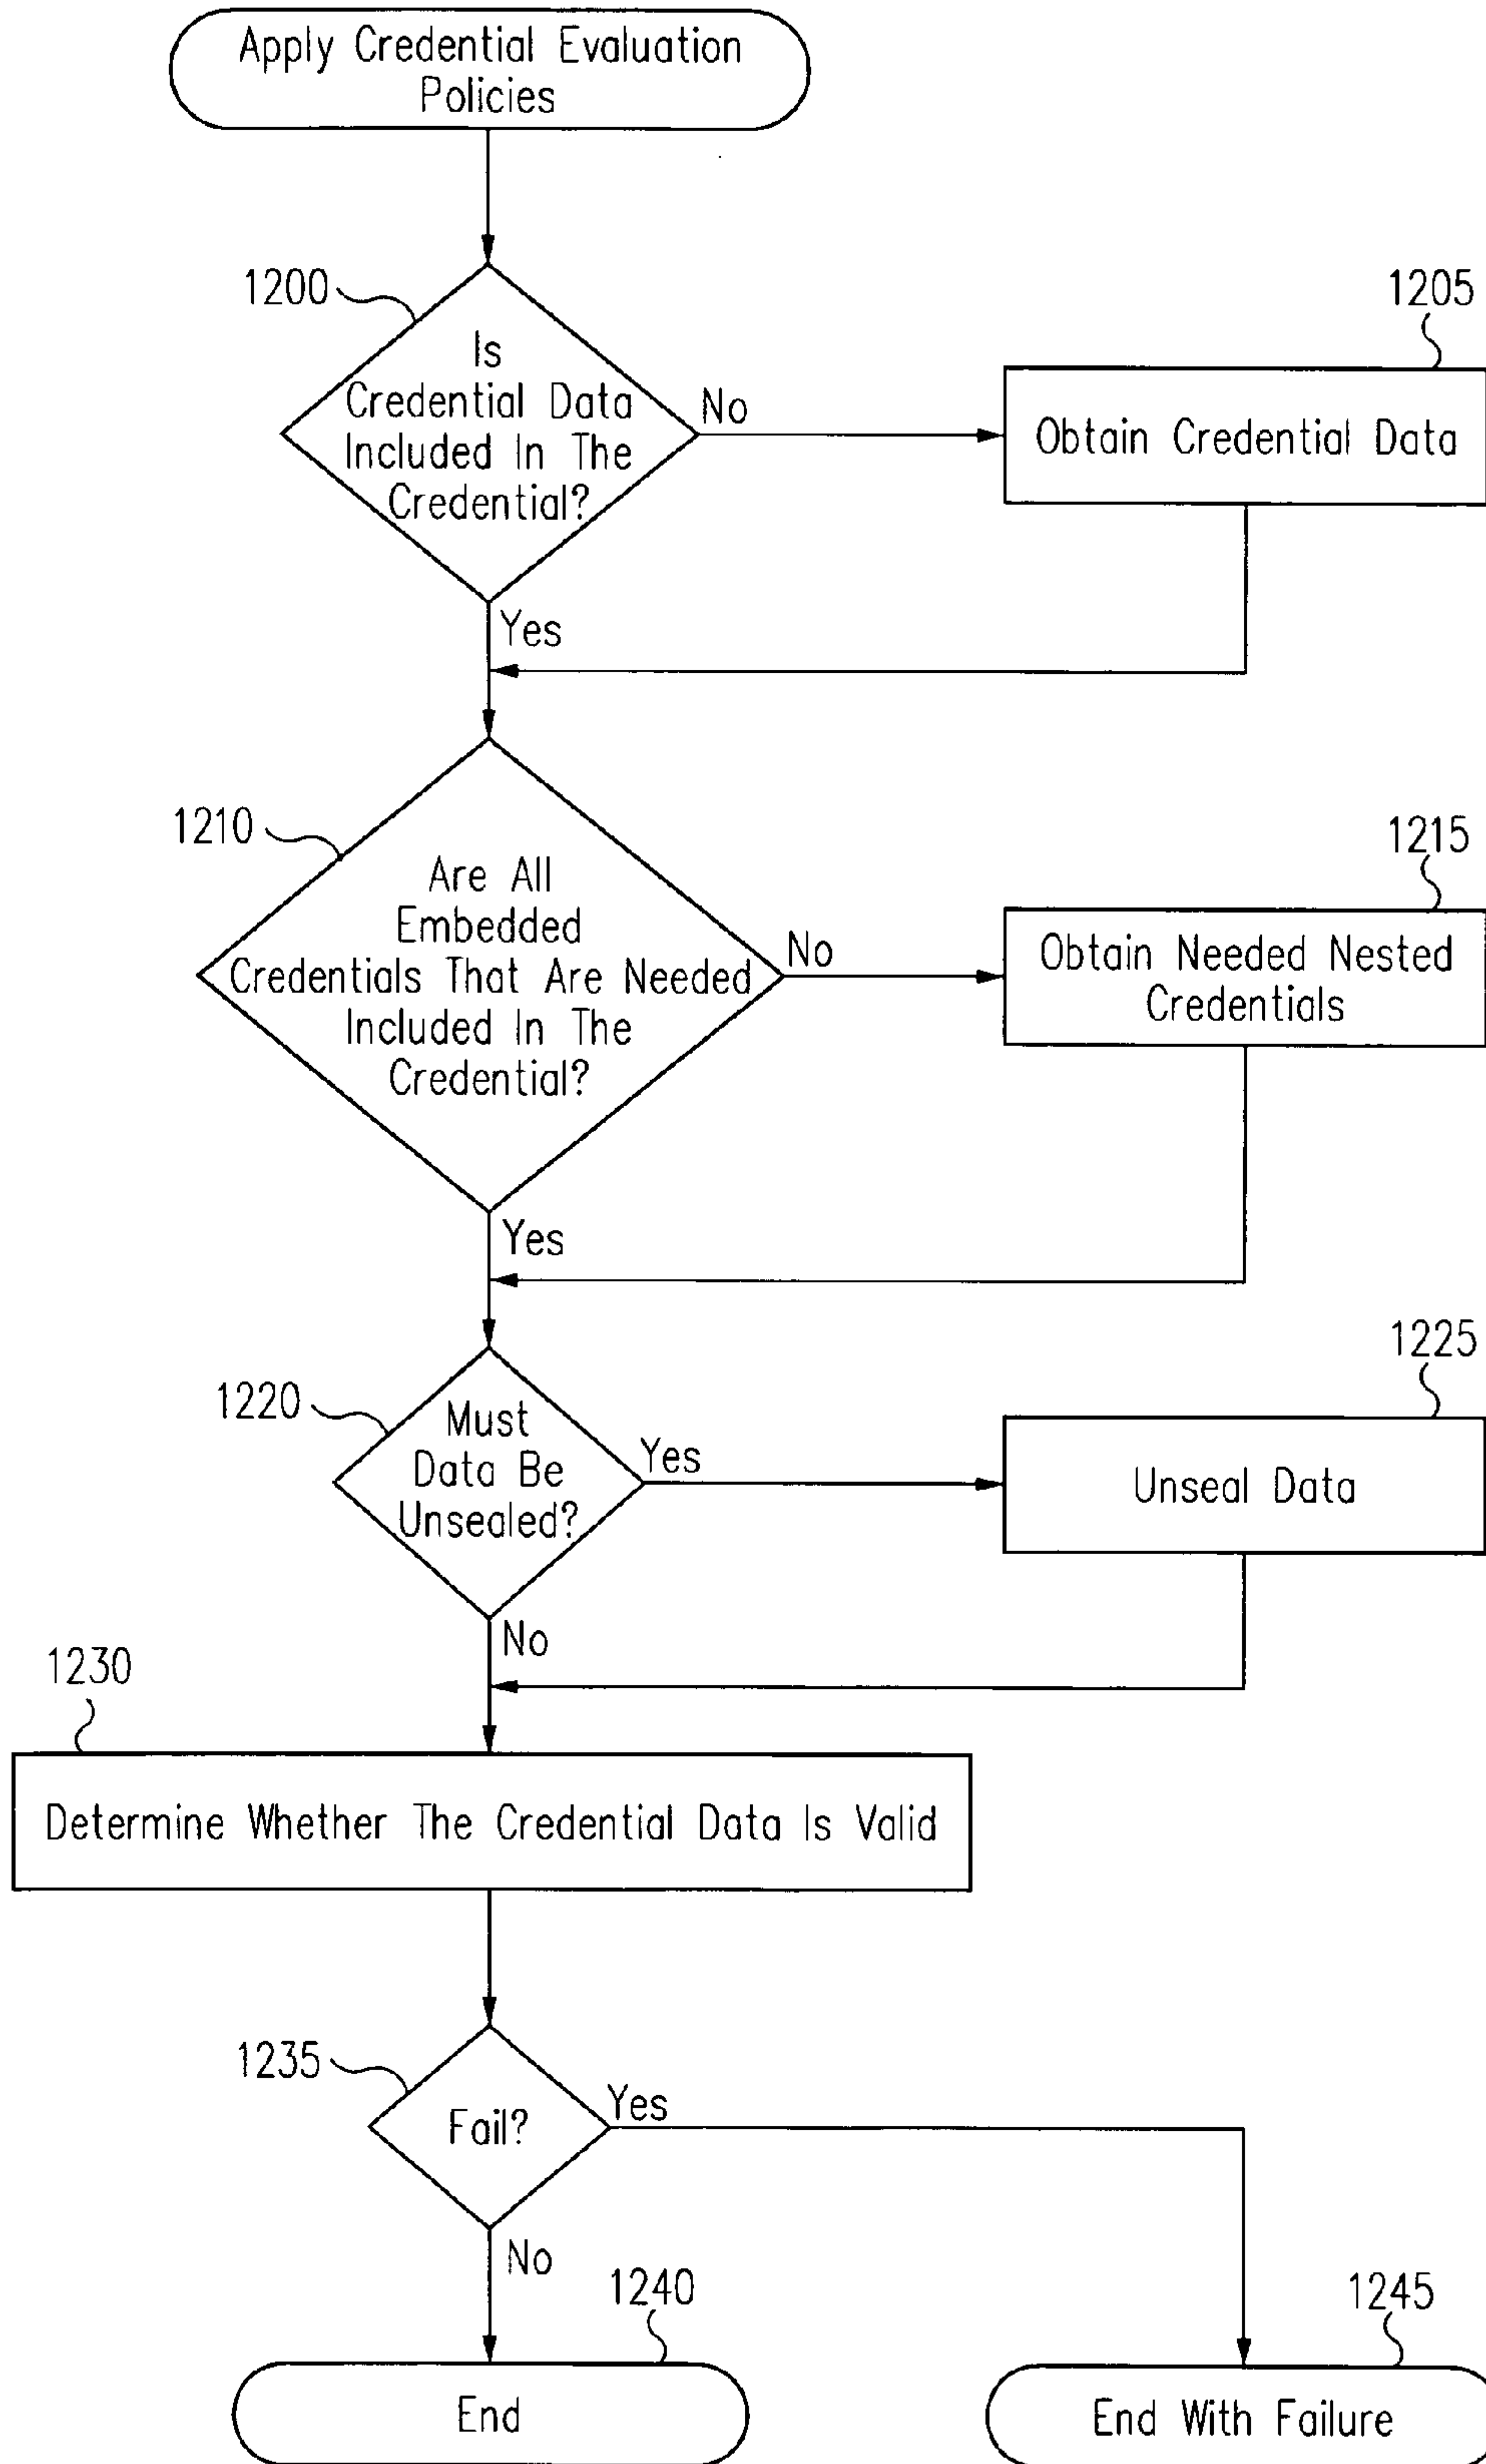 Apply Credential Evaluation
Policies
1200
Is
Credential Data
Included In The
Credential?
No
1205
Obtain Credential Data
Yes
1210
Are All
Embedded
Credentials That Are Needed
Included In The
Credential?
No
1215
Obtain Needed Nested
Credentials
Yes
1220
Must
Data Be
Unsealed?
Yes
1225
Unseal Data
No
1230
Determine Whether The Credential Data Is Valid
1235
Fail?
Yes
No
1240
End
1245
End With Failure